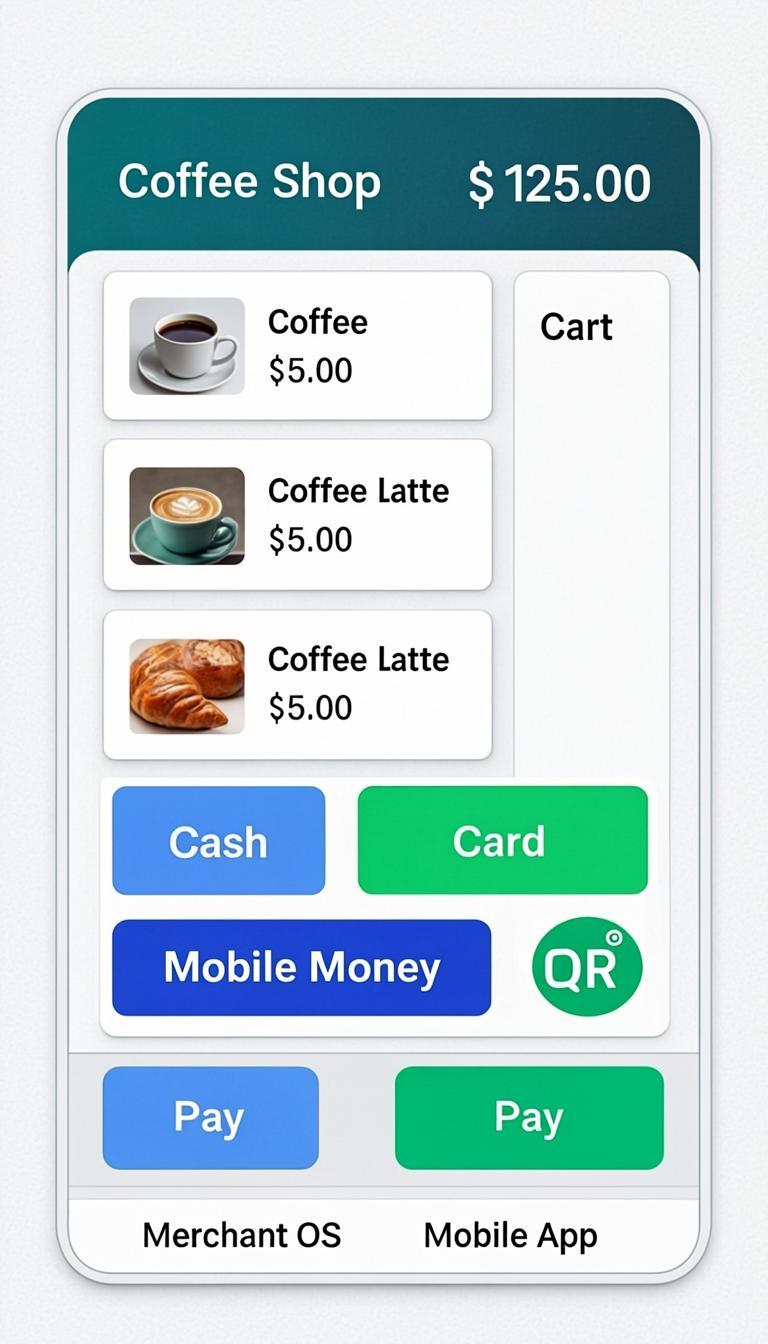 Coffee Shop
$ 125.00
Coffee
$5.00
Cart
Coffee Latte
$5.00
Coffee Latte
$5.00
Cash
Card
Mobile Money
QR
Pay
Pay
Merchant OS
Mobile App